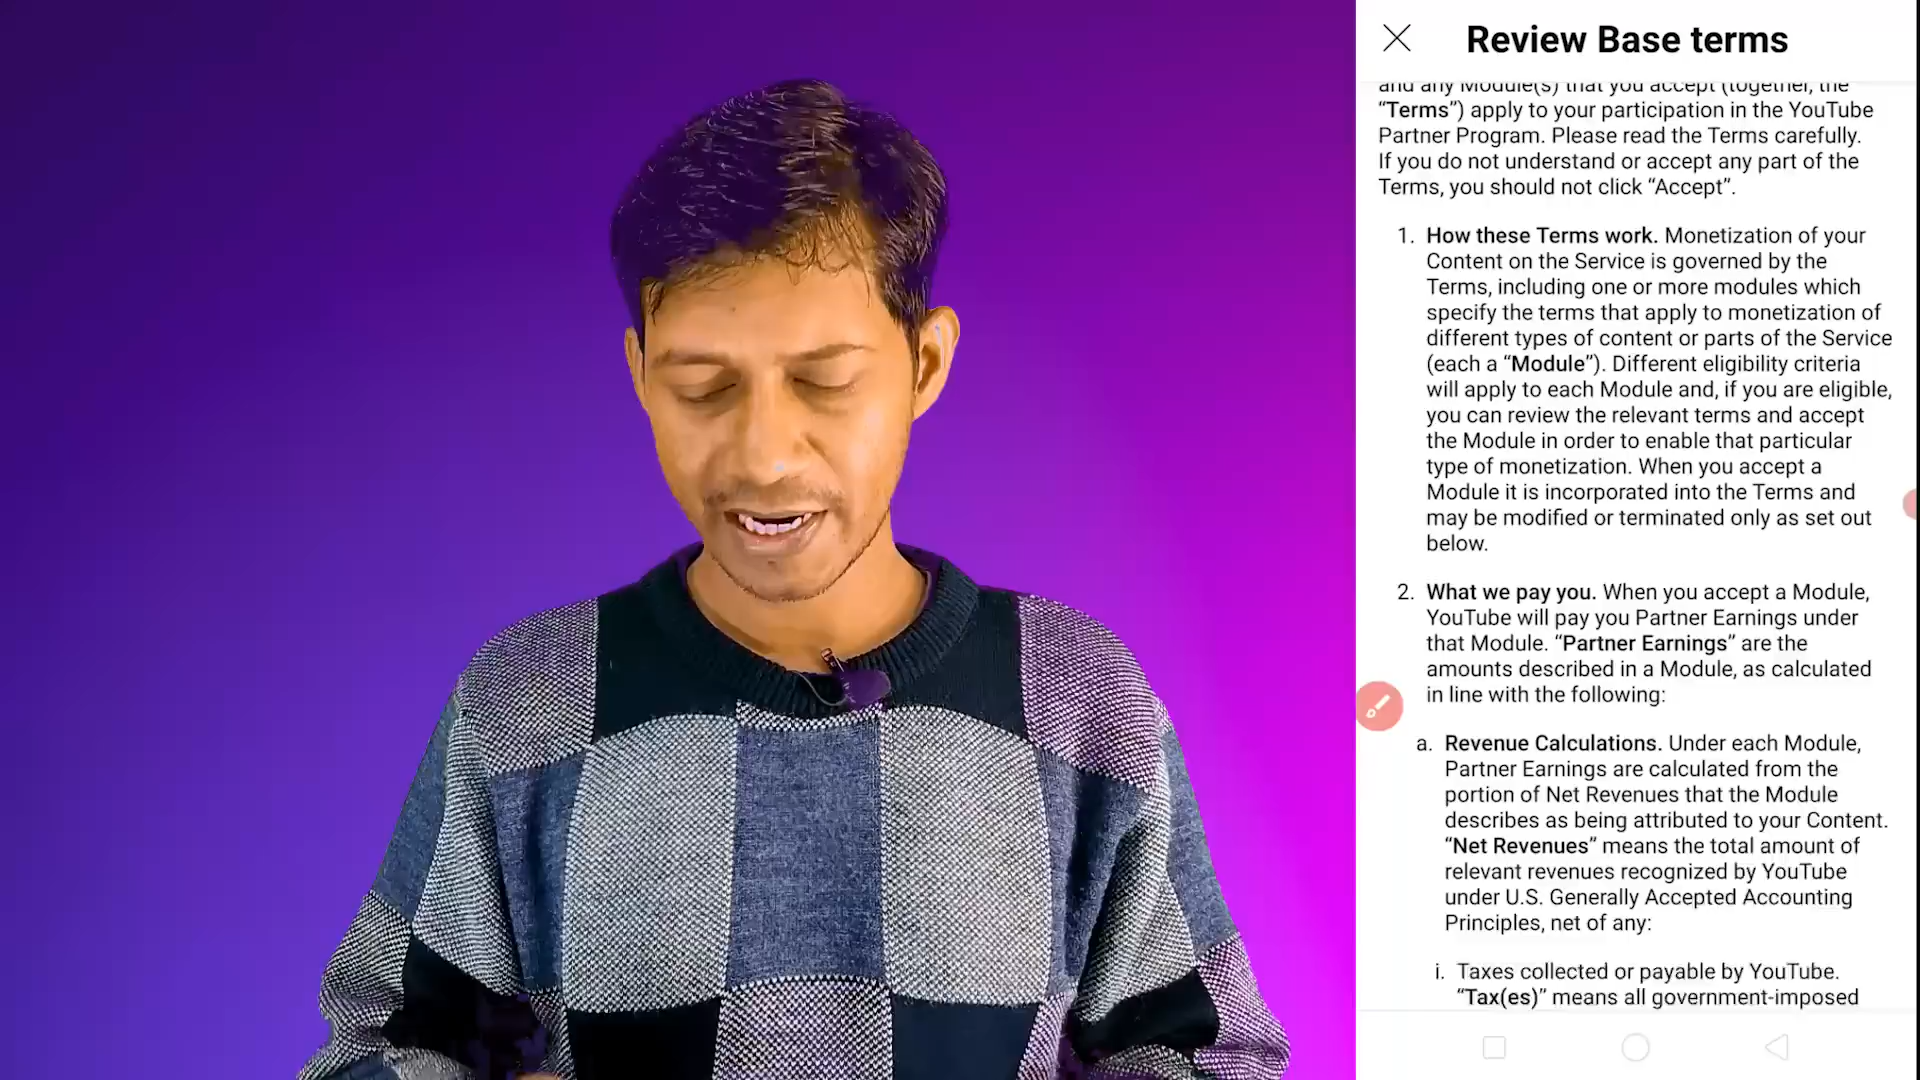 Review Base terms
and any Module(s) that you accept (together, the
“Terms”) apply to your participation in the YouTube
Partner Program. Please read the Terms carefully.
If you do not understand or accept any part of the
Terms, you should not click “Accept”.
1. How these Terms work. Monetization of your
Content on the Service is governed by the
Terms, including one or more modules which
specify the terms that apply to monetization of
different types of content or parts of the Service
(each a “Module”). Different eligibility criteria
will apply to each Module and, if you are eligible,
you can review the relevant terms and accept
the Module in order to enable that particular
type of monetization. When you accept a
Module it is incorporated into the Terms and
may be modified or terminated only as set out
below.
2. What we pay you. When you accept a Module,
YouTube will pay you Partner Earnings under
that Module. “Partner Earnings” are the
amounts described in a Module, as calculated
in line with the following:
a. Revenue Calculations. Under each Module,
Partner Earnings are calculated from the
portion of Net Revenues that the Module
describes as being attributed to your Content.
“Net Revenues” means the total amount of
relevant revenues recognized by YouTube
under U.S. Generally Accepted Accounting
Principles, net of any:
i. Taxes collected or payable by YouTube.
“Tax(es)” means all government-imposed